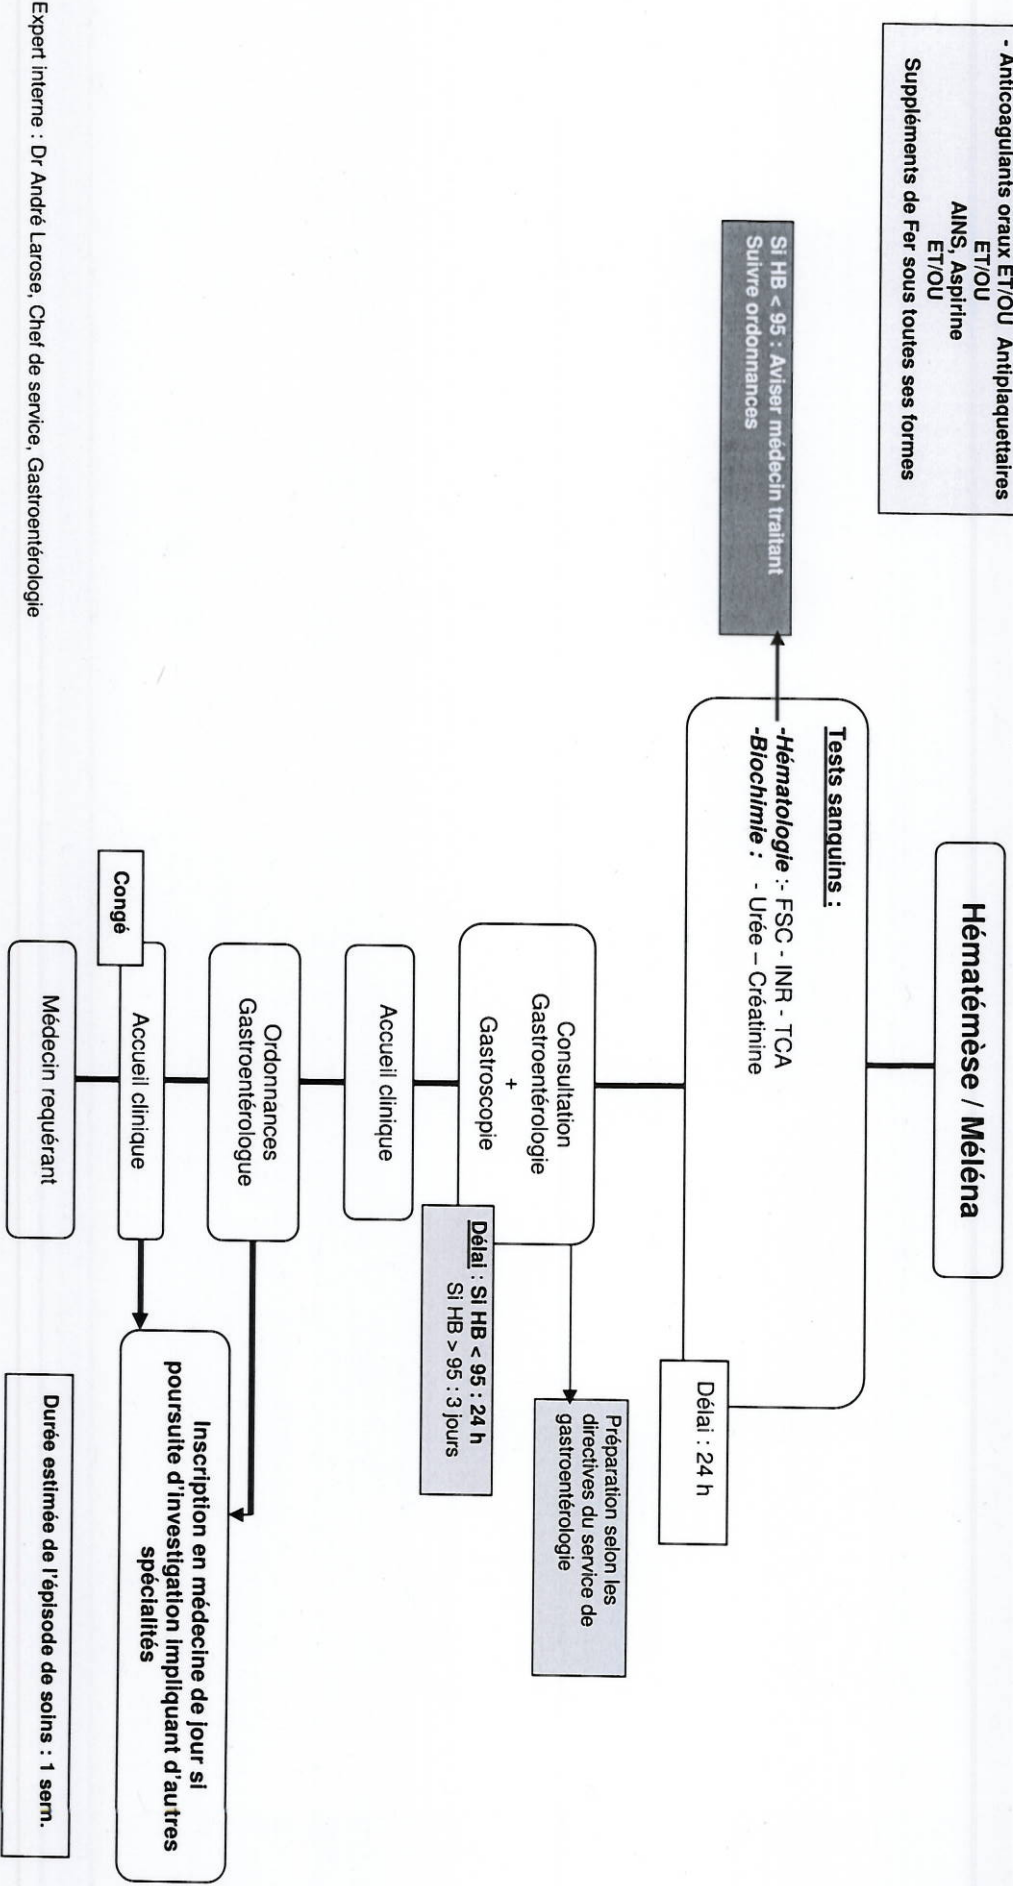 - Anticoagulants oraux ET/OU Antiplaquettaires
ET/OU
AINS, Aspirine
ET/OU
Suppléments de Fer sous toutes ses formes
Hématémèse / Méléna
Tests sanguins :
-Hématologie :- FSC - INR - TCA
-Biochimie : - Urée – Créatinine
Délai : 24 h
Si HB < 95 : Aviser médecin traitant
Suivre ordonnances
Consultation
Gastroentérologie
+
Gastroscopie
Préparation selon les
directives du service de
gastroentérologie
Délai : Si HB < 95 : 24 h
Si HB > 95 : 3 jours
Accueil clinique
Ordonnances
Gastroentérologue
Congé
Accueil clinique
Inscription en médecine de jour si
poursuite d'investigation impliquant d'autres
spécialités
Médecin requérant
Durée estimée de l'épisode de soins : 1 sem.
Expert interne : Dr André Larose, Chef de service, Gastroentérologie